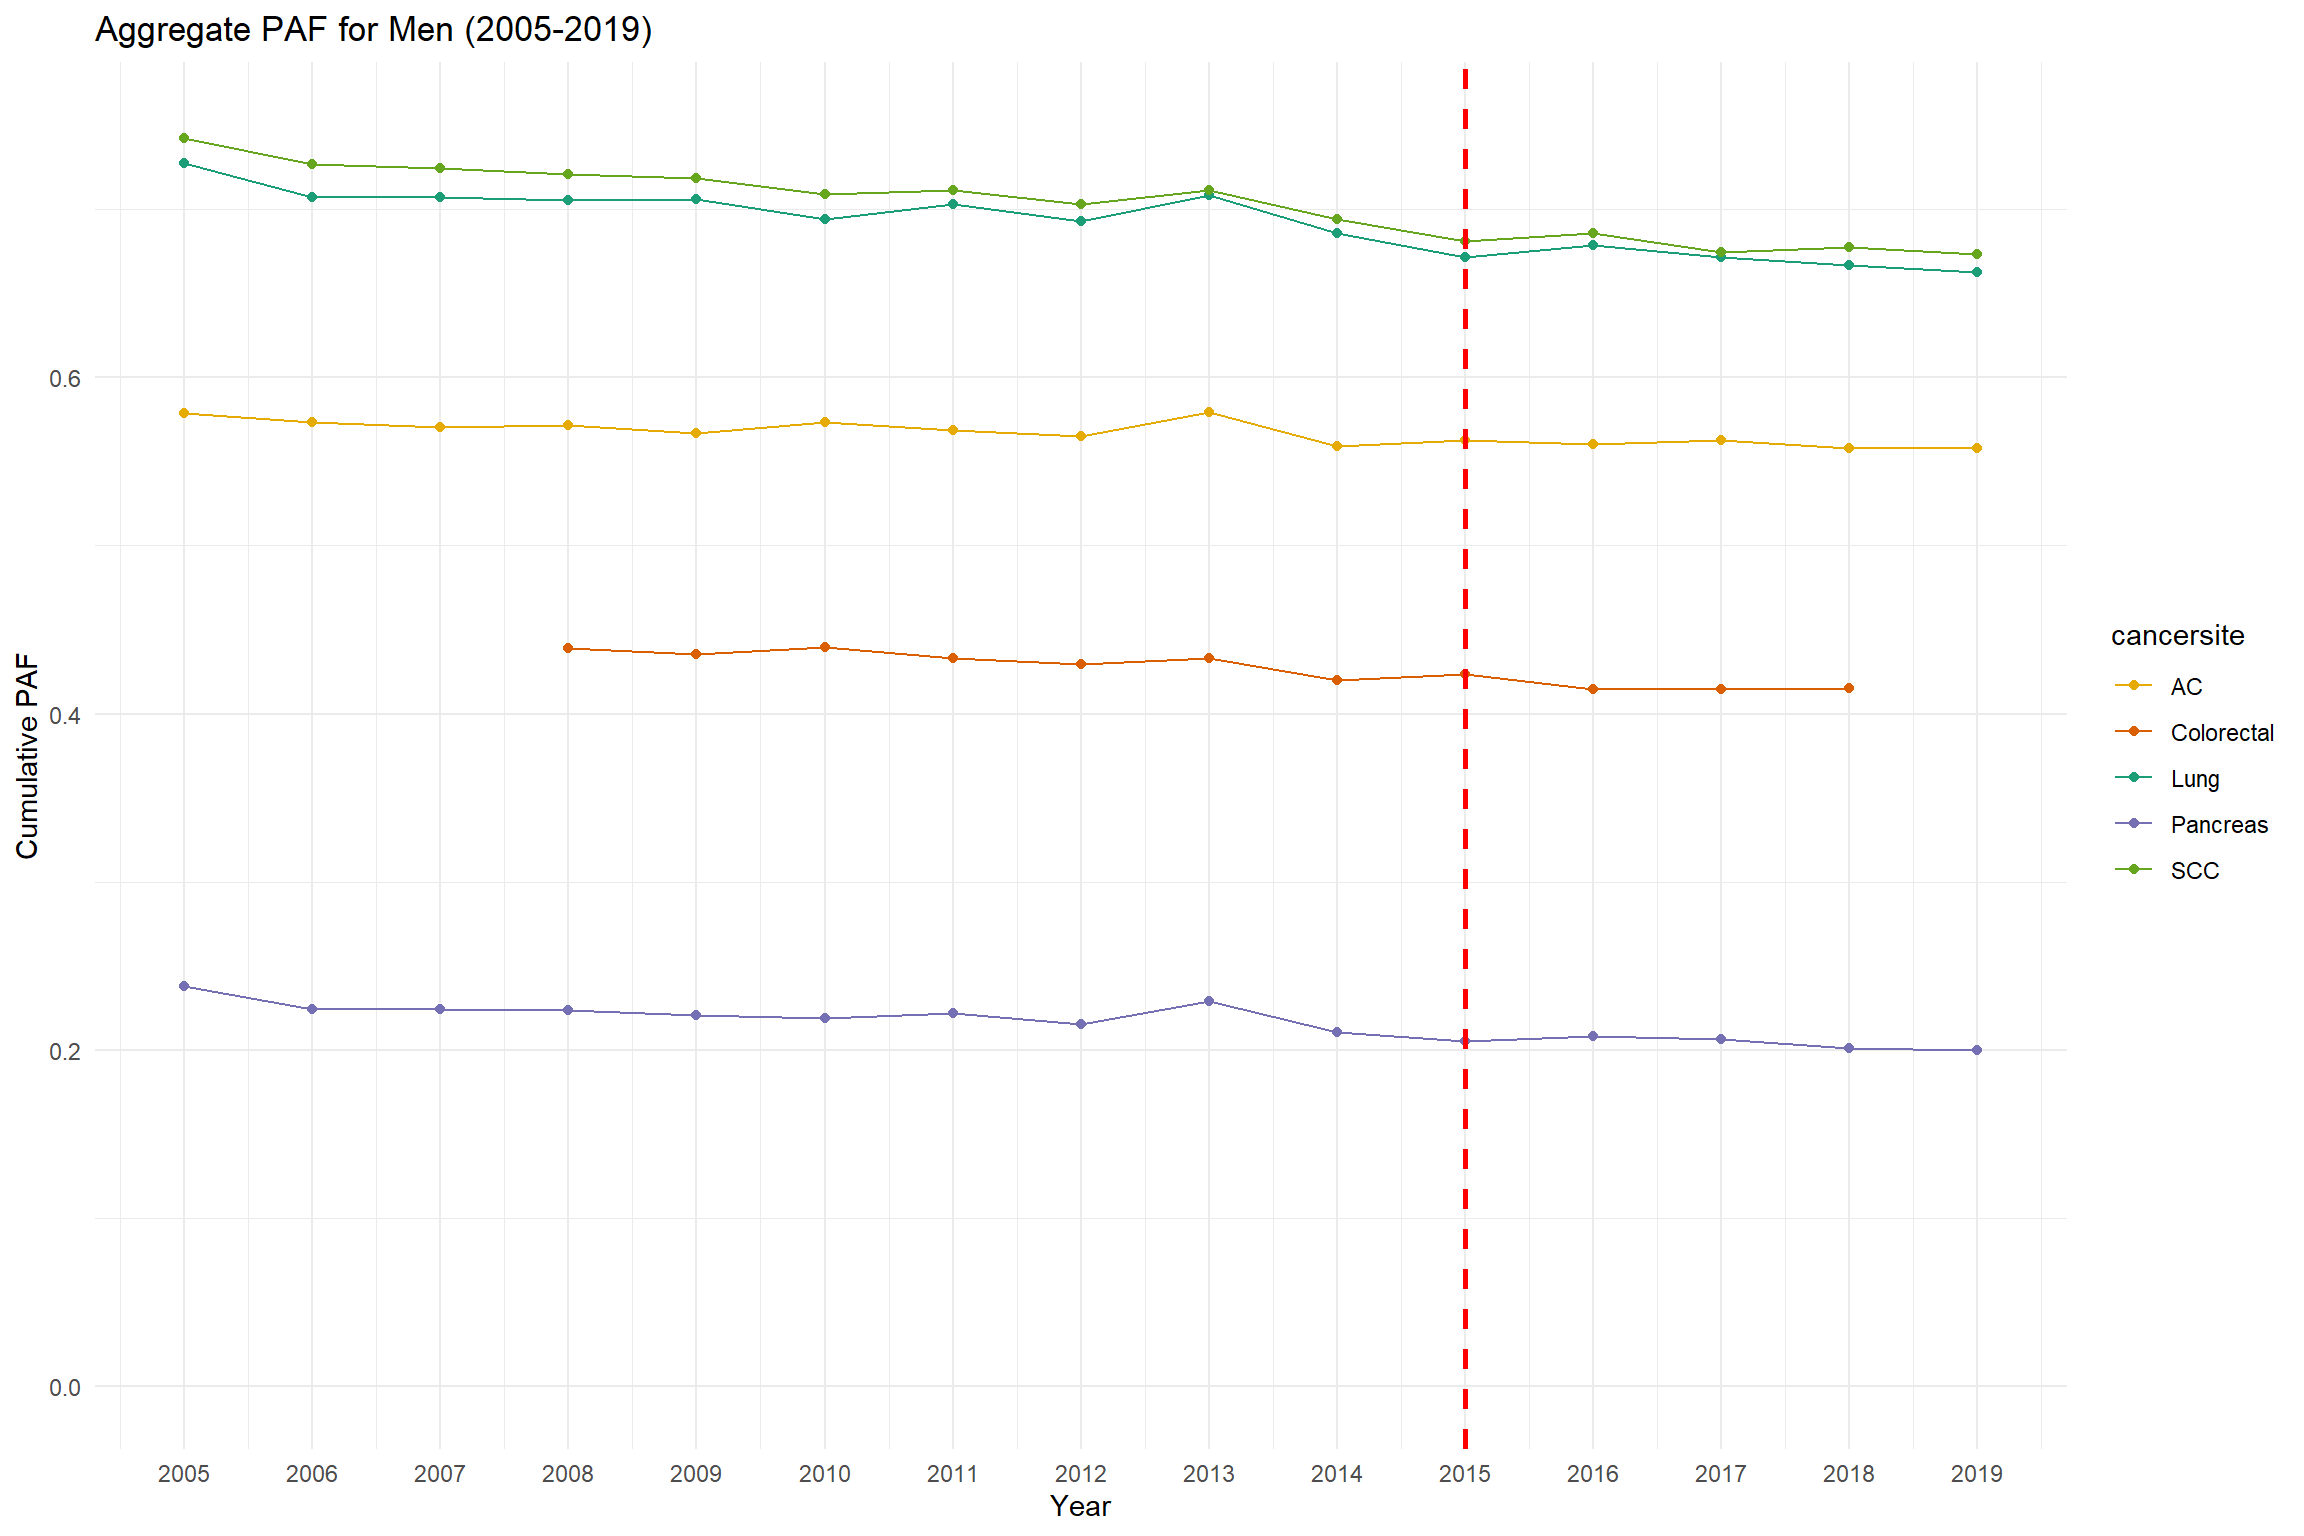 Aggregate PAF for Men (2005-2019)
Cumulative PAF
0.6
0.4
0.2
0.0
2005 2006 2007 2008 2009 2010 2011 2012 2013 2014 2015 2016 2017 2018 2019
Year
cancersite
AC
Colorectal
Lung
Pancreas
SCC